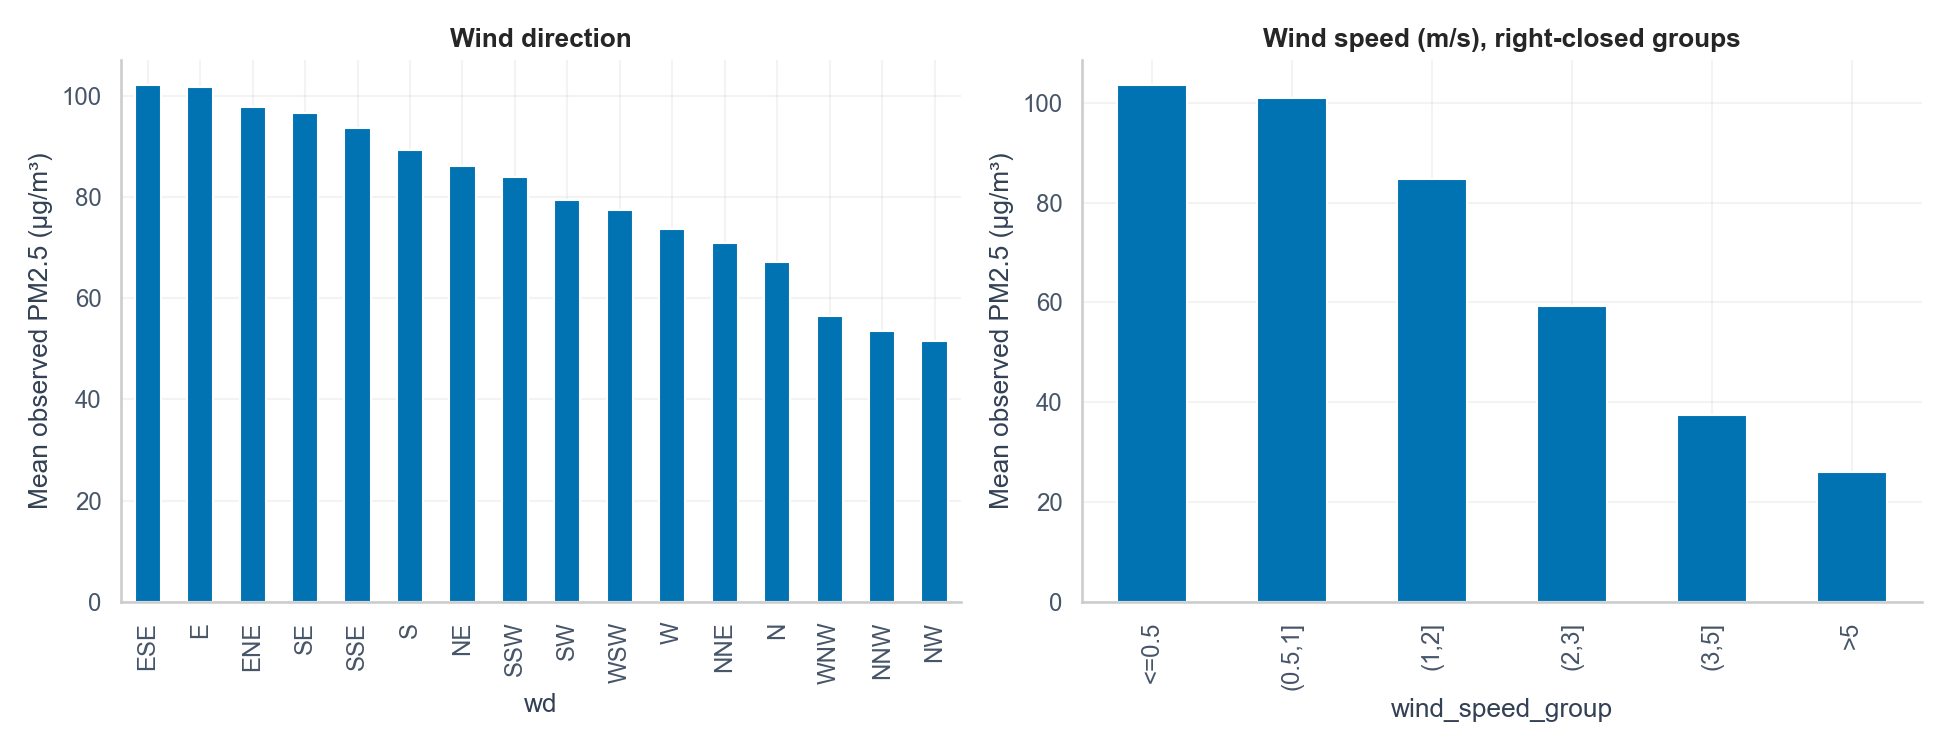 Wind direction
Mean observed PM2.5 (µg/m³)
100
80
60
40
20
0
ESE
E
ENE
SE
SSE
S
NE
SSW
SW
WSW
W
NNE
N
WNW
NNW
NW
wd
Wind speed (m/s), right-closed groups
Mean observed PM2.5 (µg/m³)
100
80
60
40
20
0
<=0.5
(0.5,1]
(1,2]
(2,3]
(3,5]
>5
wind_speed_group